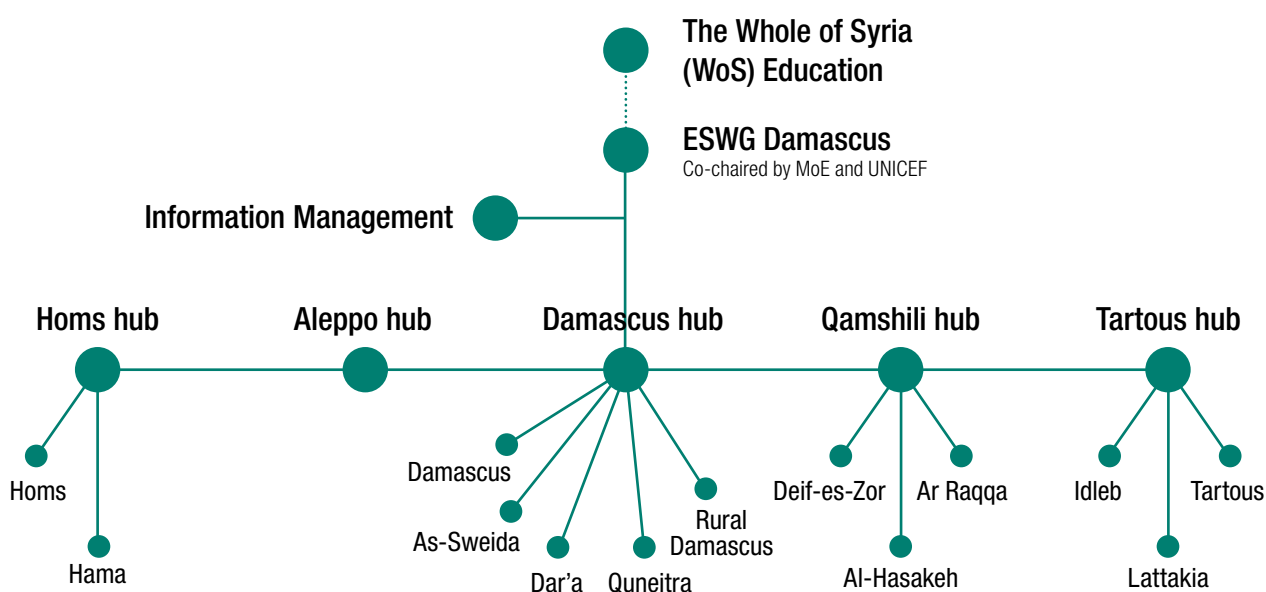 The Whole of Syria
(WoS) Education
ESWG Damascus
Co-chaired by MoE and UNICEF
Information Management
Homs hub
Aleppo hub
Damascus hub
Qamshili hub
Tartous hub
Homs
Hama
Damascus
As-Sweida
Dar'a
Quneitra
Rural
Damascus
Deif-es-Zor
Al-Hasakeh
Ar Raqqa
Idleb
Lattakia
Tartous